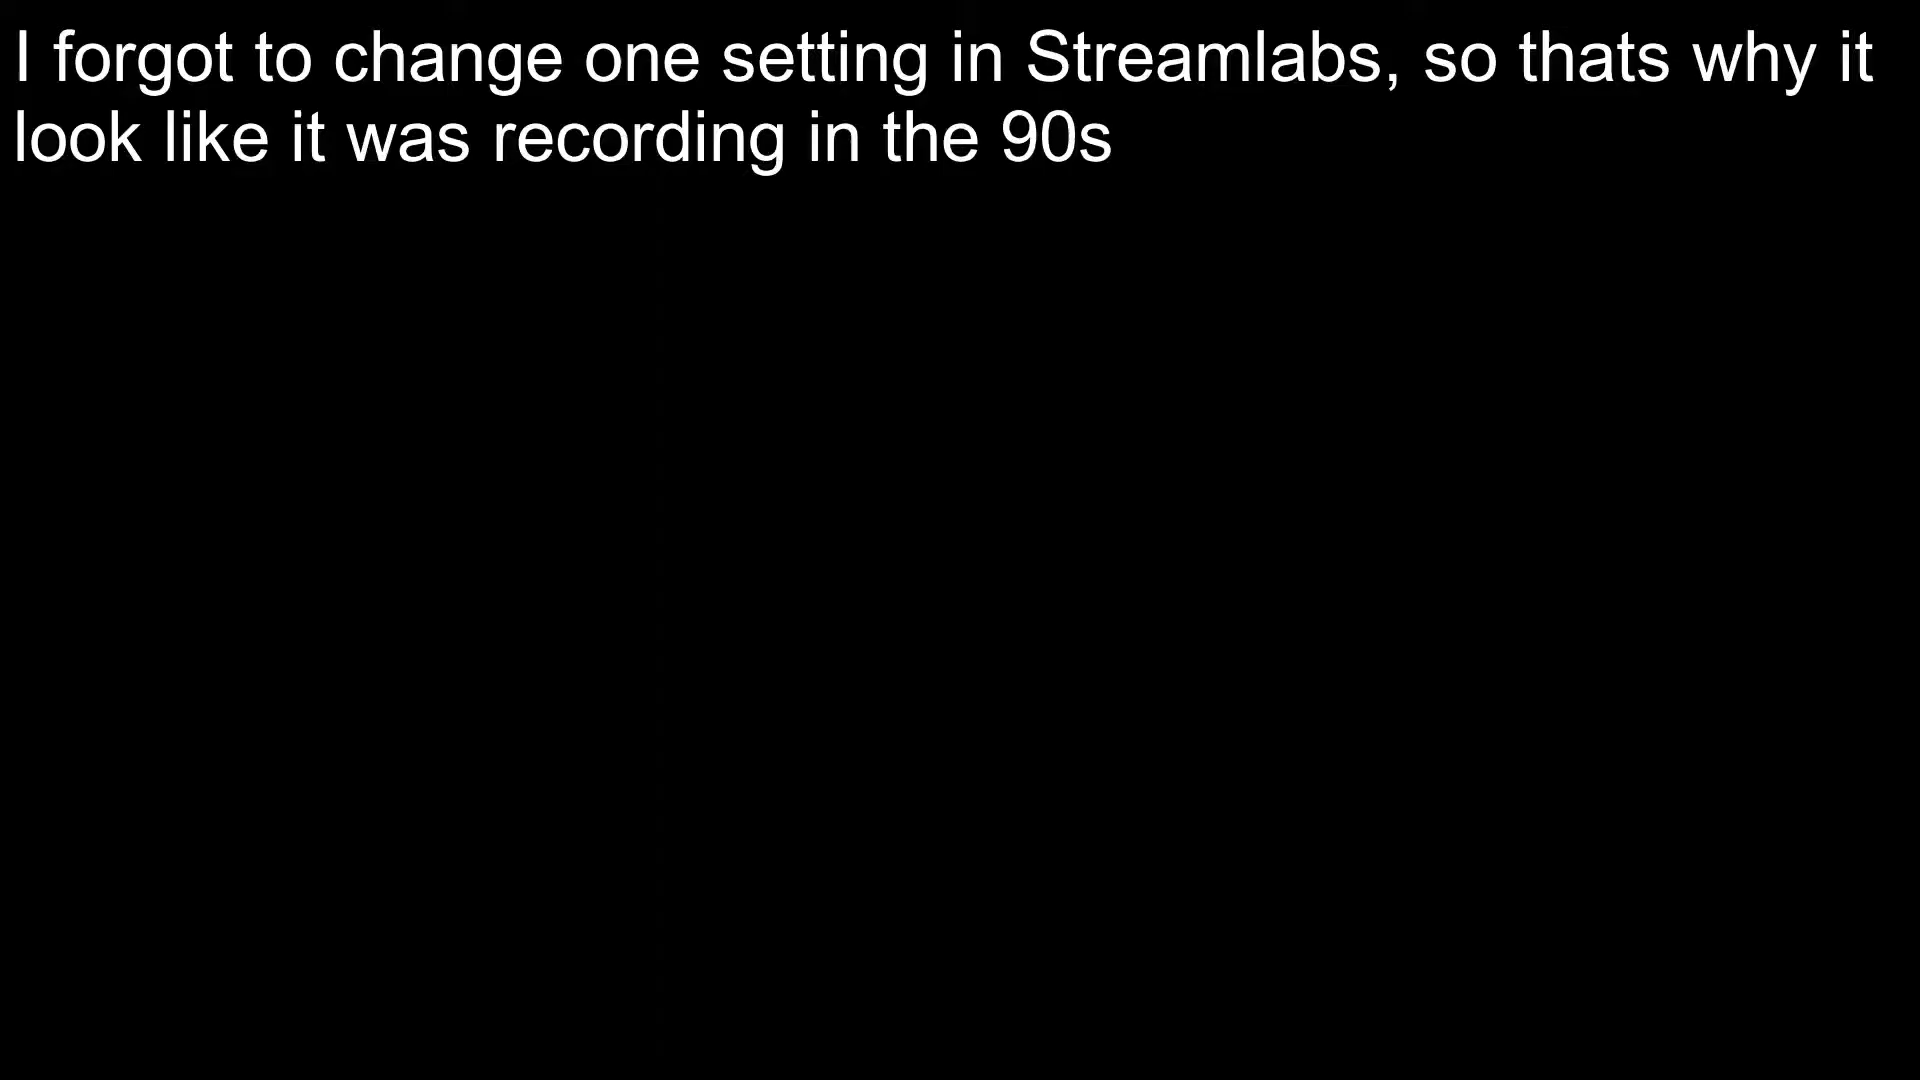 I forgot to change one setting in Streamlabs, so thats why it
look like it was recording in the 90s